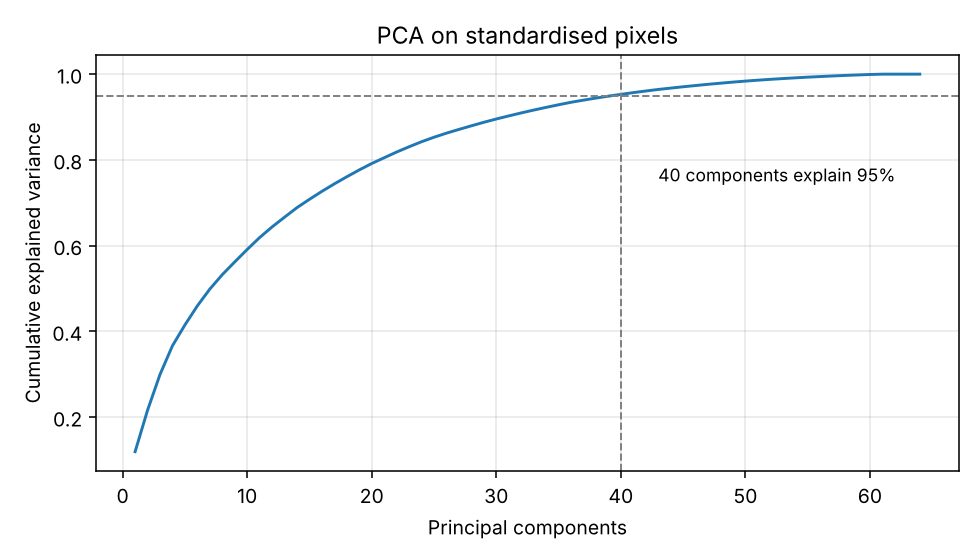 PCA on standardised pixels
Cumulative explained variance
1.0
0.8
0.6
0.4
0.2
40 components explain 95%
0 10 20 30 40 50 60
Principal components